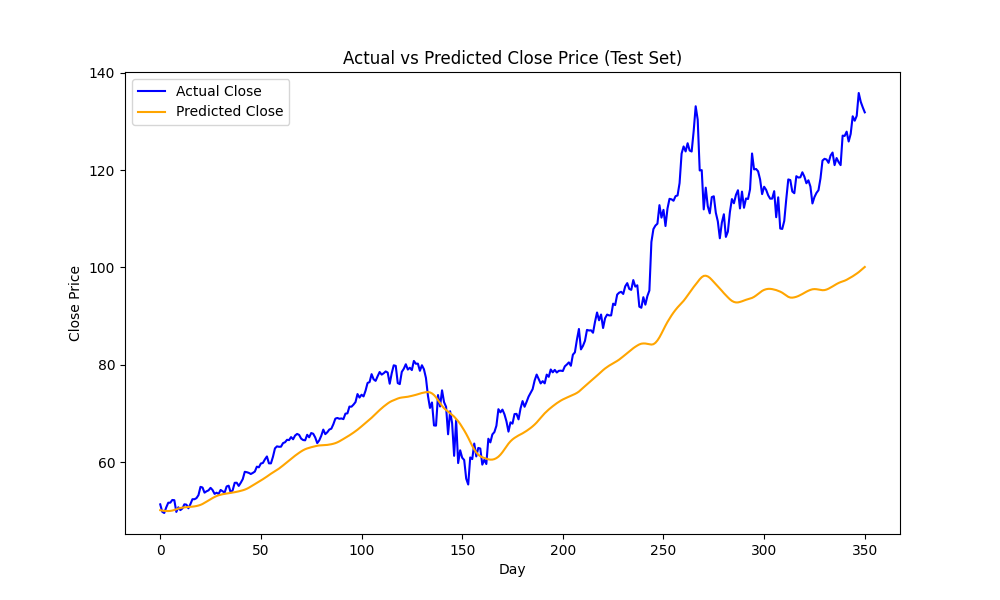 Actual vs Predicted Close Price (Test Set)
Actual Close
Predicted Close
140
120
100
80
60
Close Price
0 50 100 150 200 250 300 350
Day